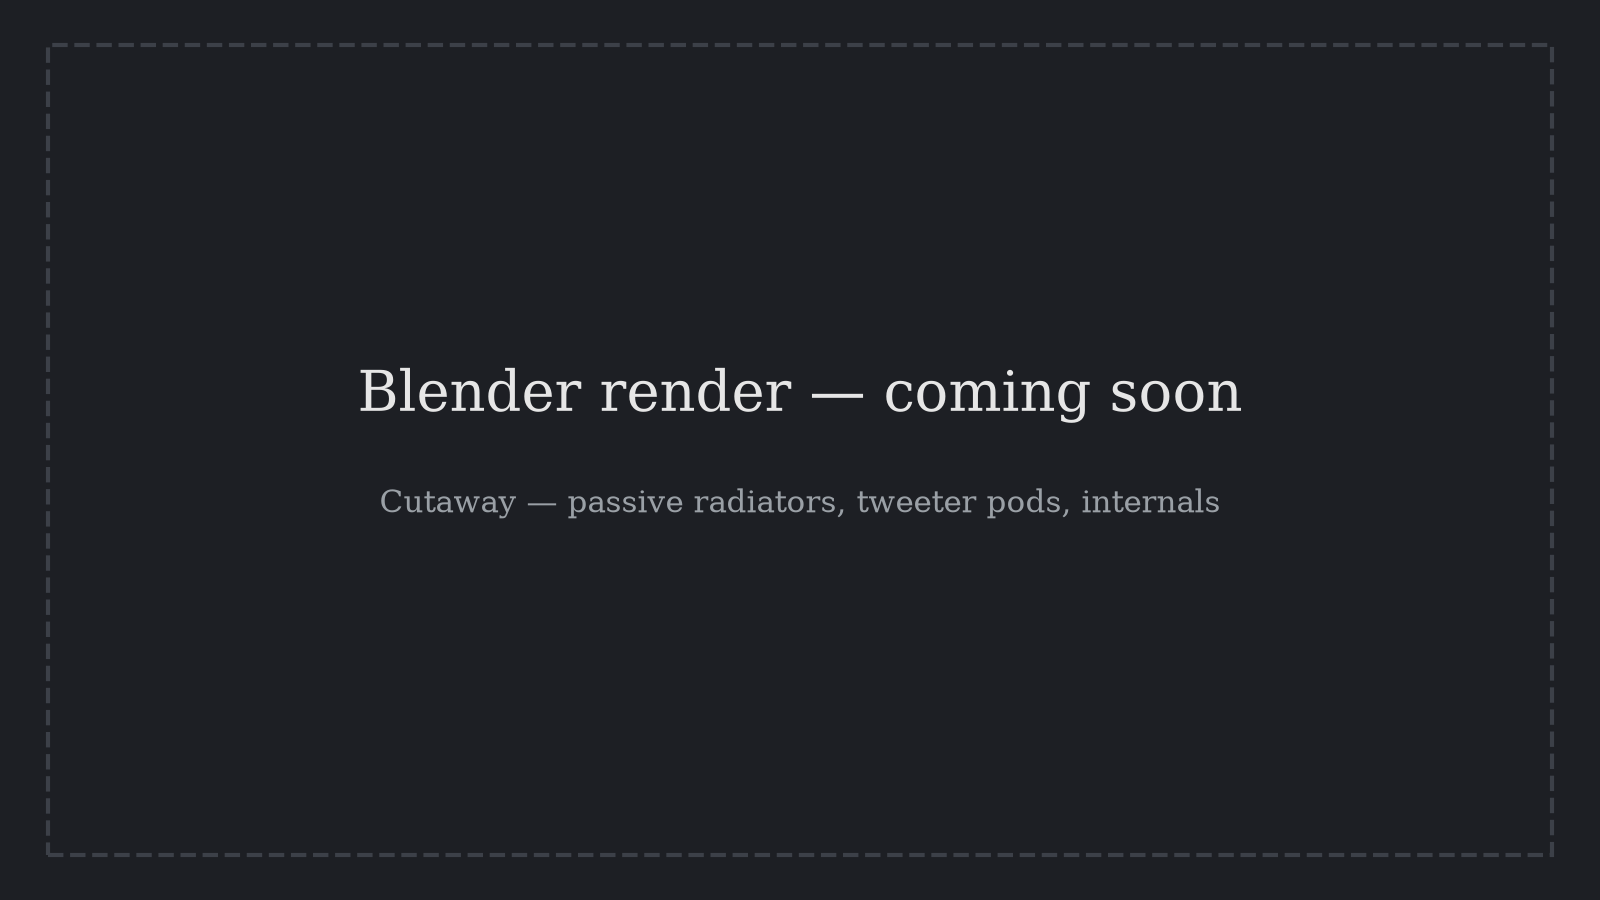 Blender render — coming soon
Cutaway — passive radiators, tweeter pods, internals